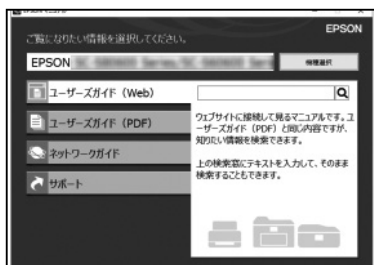 EPSON
ご覧になりたい情報を選択してください。
EPSON
機種選択
ユーザーズガイド（Web）
ユーザーズガイド（PDF）
ネットワークガイド
サポート
ウェブサイトに接続して見るマニュアルです。ユ
ーザーズガイド（PDF）と同じ内容ですが、
知りたい情報を検索できます。
上の検索窓にテキストを入力して、そのまま
検索することもできます。